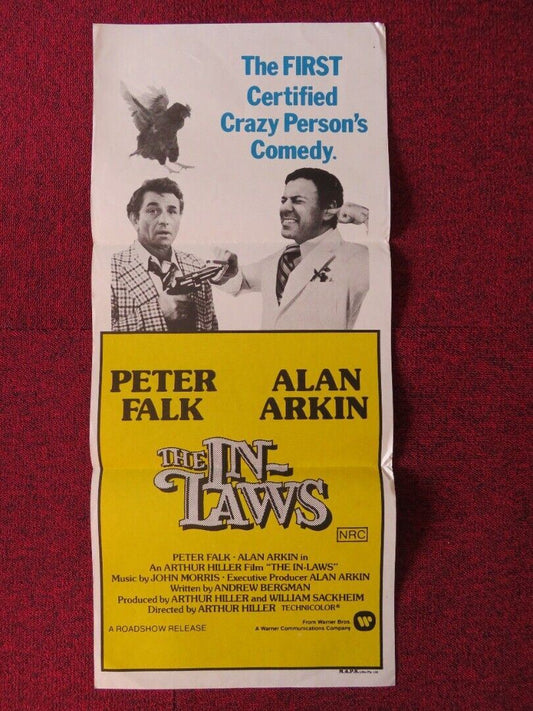 The FIRST
Certified
Crazy Person's
Comedy.
PETER FALK
ALAN ARKIN
THE IN-
LAWS
NRC
PETER FALK · ALAN ARKIN in
An ARTHUR HILLER Film "THE IN-LAWS"
Music by JOHN MORRIS · Executive Producer ALAN ARKIN
Written by ANDREW BERGMAN
Produced by ARTHUR HILLER and WILLIAM SACKHEIM
Directed by ARTHUR HILLER TECHNICOLOR®
A ROADSHOW RELEASE
From Warner Bros.
A Warner Communications Company
M.A.P.S.